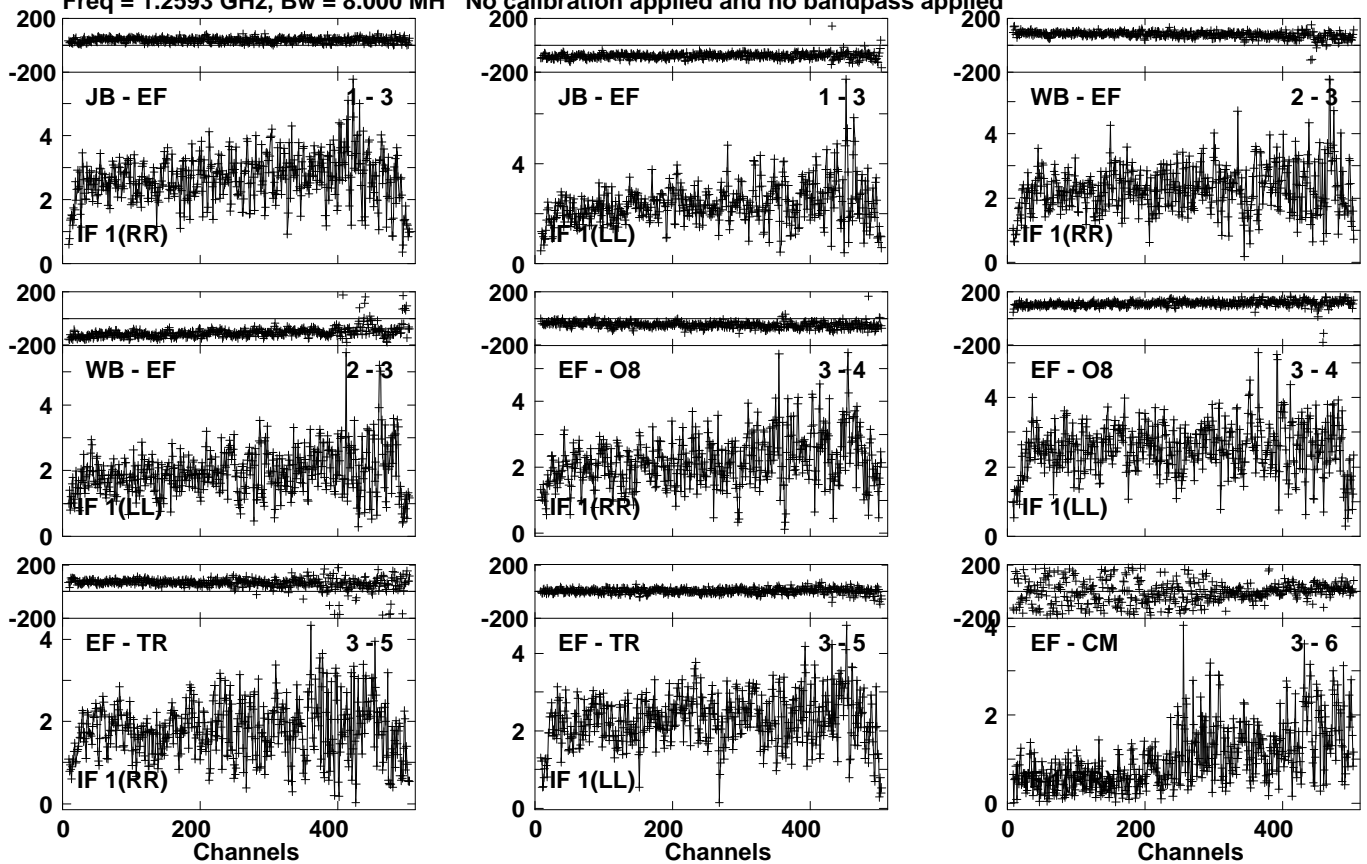 Freq = 1.2593 GHz, Bw = 8.000 MH   No calibration applied and no bandpass applied
200
-200
JB - EF 1 - 3
4
2
IF 1(RR)
0
200
-200
JB - EF 1 - 3
4
2
IF 1(LL)
0
200
-200
WB - EF 2 - 3
4
2
IF 1(RR)
0
200
-200
WB - EF 2 - 3
4
2
IF 1(LL)
0
200
-200
EF - O8 3 - 4
4
2
IF 1(RR)
0
200
-200
EF - O8 3 - 4
4
2
IF 1(LL)
0
200
-200
EF - TR 3 - 5
4
2
IF 1(RR)
0
0 200 400
Channels
200
-200
EF - TR 3 - 5
4
2
IF 1(LL)
0
0 200 400
Channels
200
-200
4
EF - CM 3 - 6
2
0
0 200 400
Channels